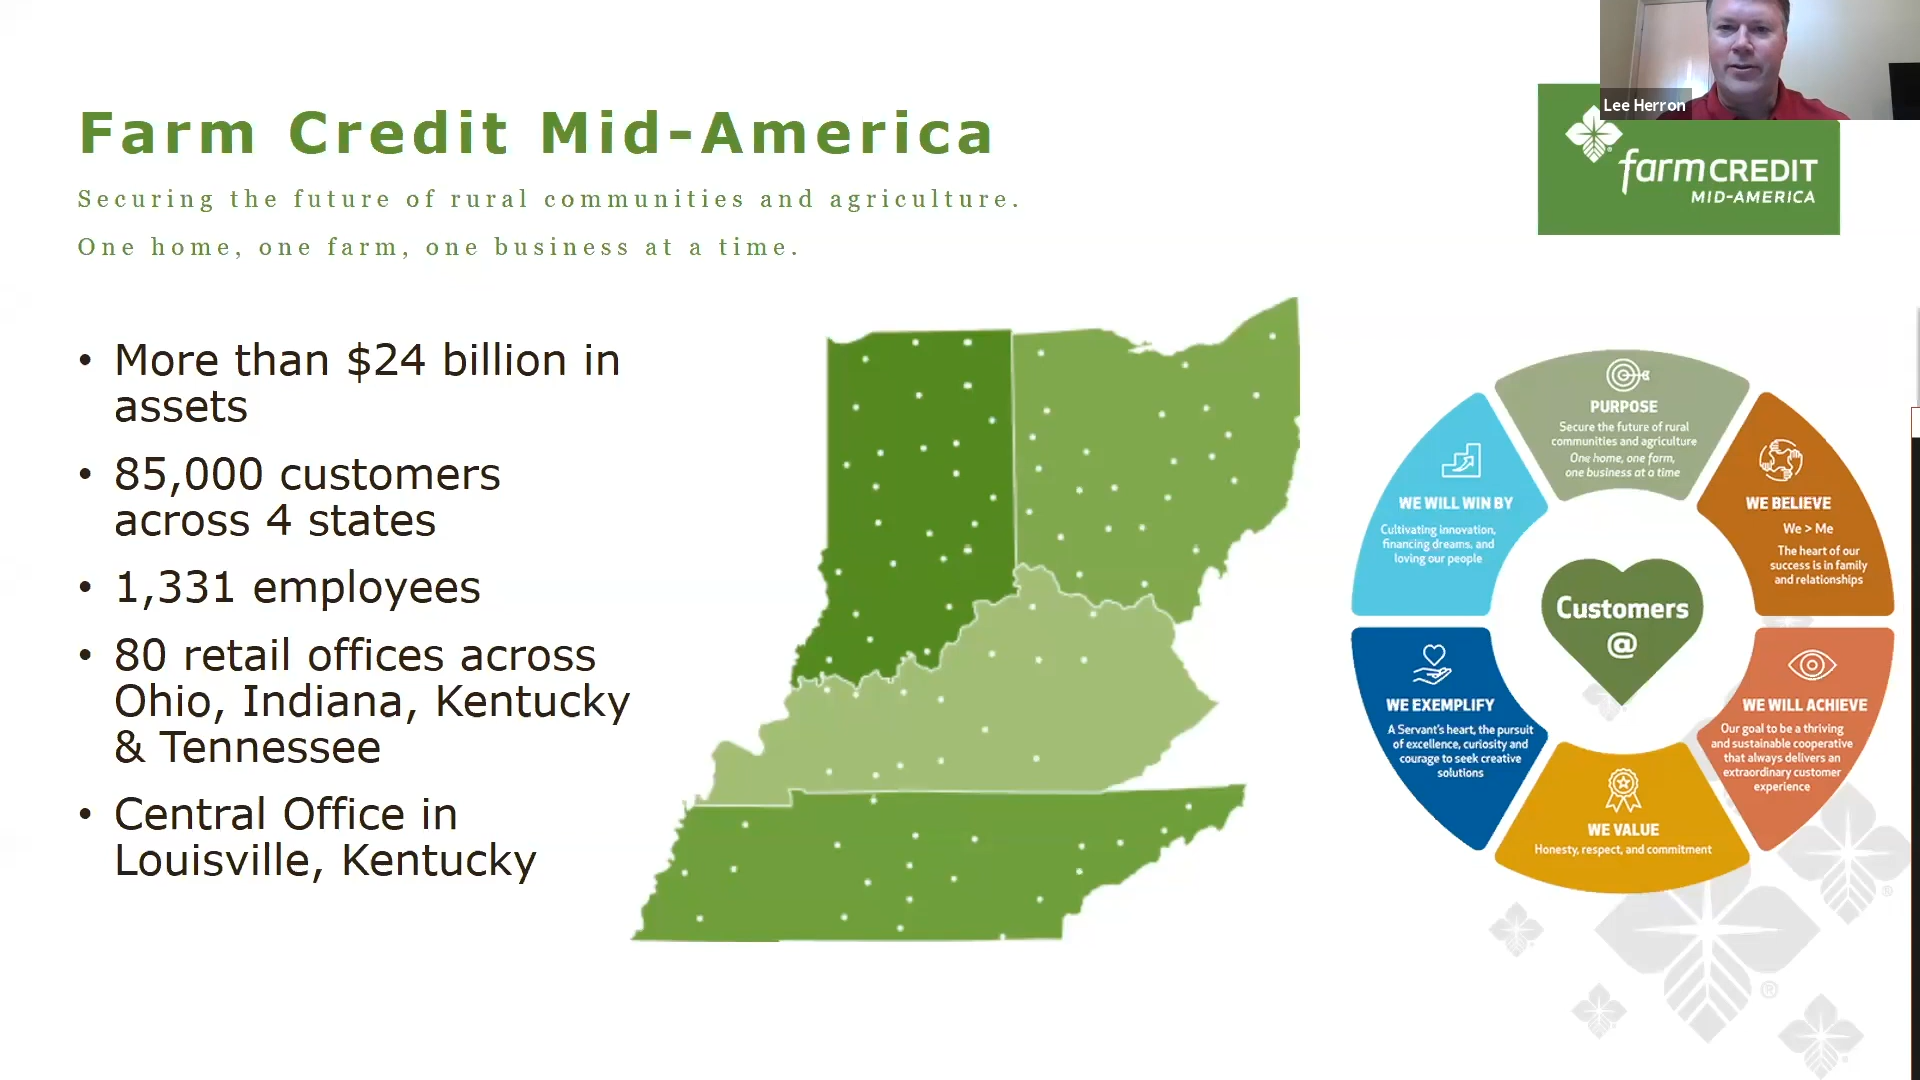 Lee Herron
Farm Credit Mid-America
farmCREDIT
MID-AMERICA
Securing the future of rural communities and agriculture.
One home, one farm, one business at a time.
• More than $24 billion in
assets
• 85,000 customers
across 4 states
• 1,331 employees
• 80 retail offices across
Ohio, Indiana, Kentucky
& Tennessee
• Central Office in
Louisville, Kentucky
PURPOSE
Secure the future of rural
communities and agriculture
One home, one farm,
one business at a time
WE BELIEVE
We > Me
The heart of our
success is in family
and relationships
WE WILL ACHIEVE
Our goal to be a thriving
and sustainable cooperative
that always delivers an
extraordinary customer
experience
WE VALUE
Honesty, respect, and commitment
WE EXEMPLIFY
A Servant's heart, the pursuit
of excellence, curiosity and
courage to seek creative
solutions
WE WILL WIN BY
Cultivating innovation,
financing dreams, and
loving our people
Customers
@
®
®